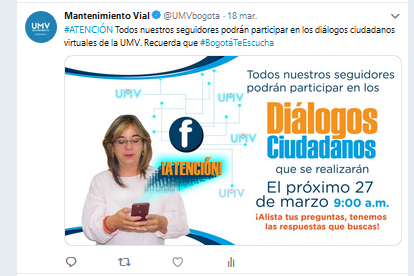 UMV
Mantenimiento Vial @UMVbogota · 18 mar.
#ATENCIÓN Todos nuestros seguidores podrán participar en los diálogos ciudadanos
virtuales de la UMV. Recuerda que #BogotáTeEscucha
UMV
UMV
UMV
UMV
f
¡ATENCIÓN!
Todos nuestros seguidores
podrán participar en los
Diálogos
Ciudadanos
que se realizarán
El próximo 27
de marzo 9:00 a.m.
¡Alista tus preguntas, tenemos
las respuestas que buscas!